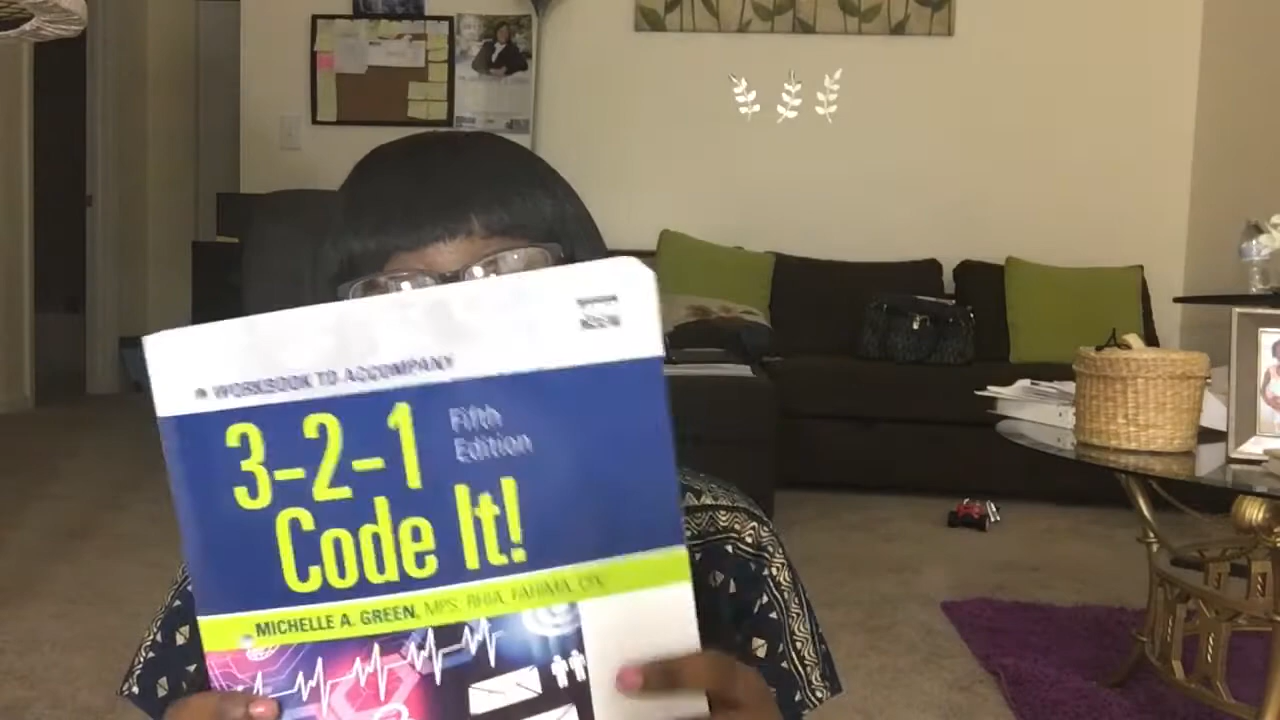 WORKBOOK TO ACCOMPANY
3-2-1
Fifth
Edition
Code It!
MICHELLE A. GREEN, MPS, RHIA, FAHIMA, CPC